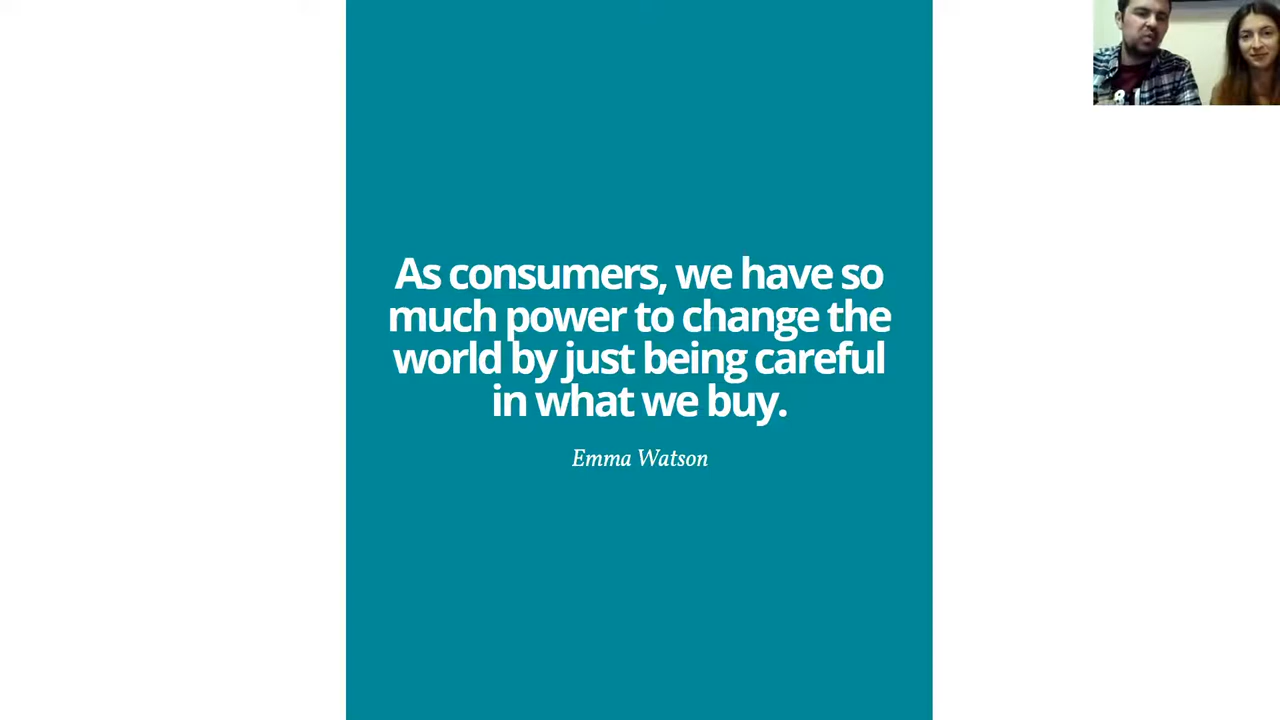 As consumers, we have so
much power to change the
world by just being careful
in what we buy.
Emma Watson